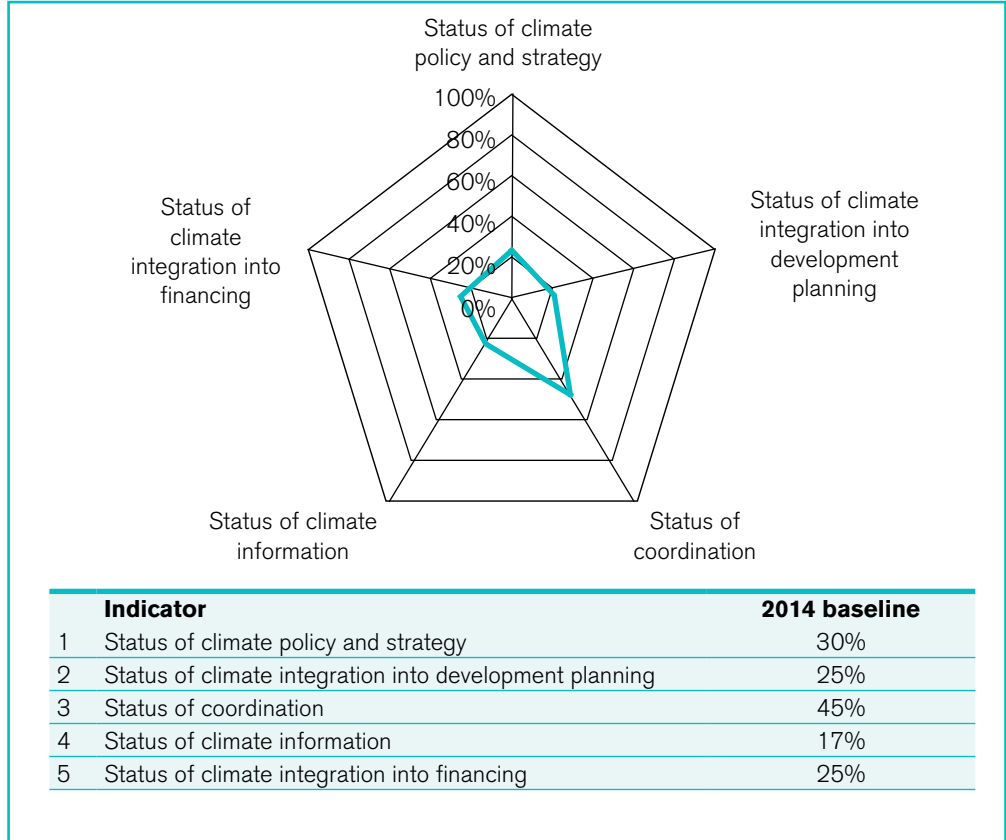 Status of climate
policy and strategy
100%
80%
60%
40%
20%
0%
Status of climate
integration into
development
planning
Status of
coordination
Status of climate
information
Status of
climate
integration into
financing
Indicator 2014 baseline
1 Status of climate policy and strategy 30%
2 Status of climate integration into development planning 25%
3 Status of coordination 45%
4 Status of climate information 17%
5 Status of climate integration into financing 25%